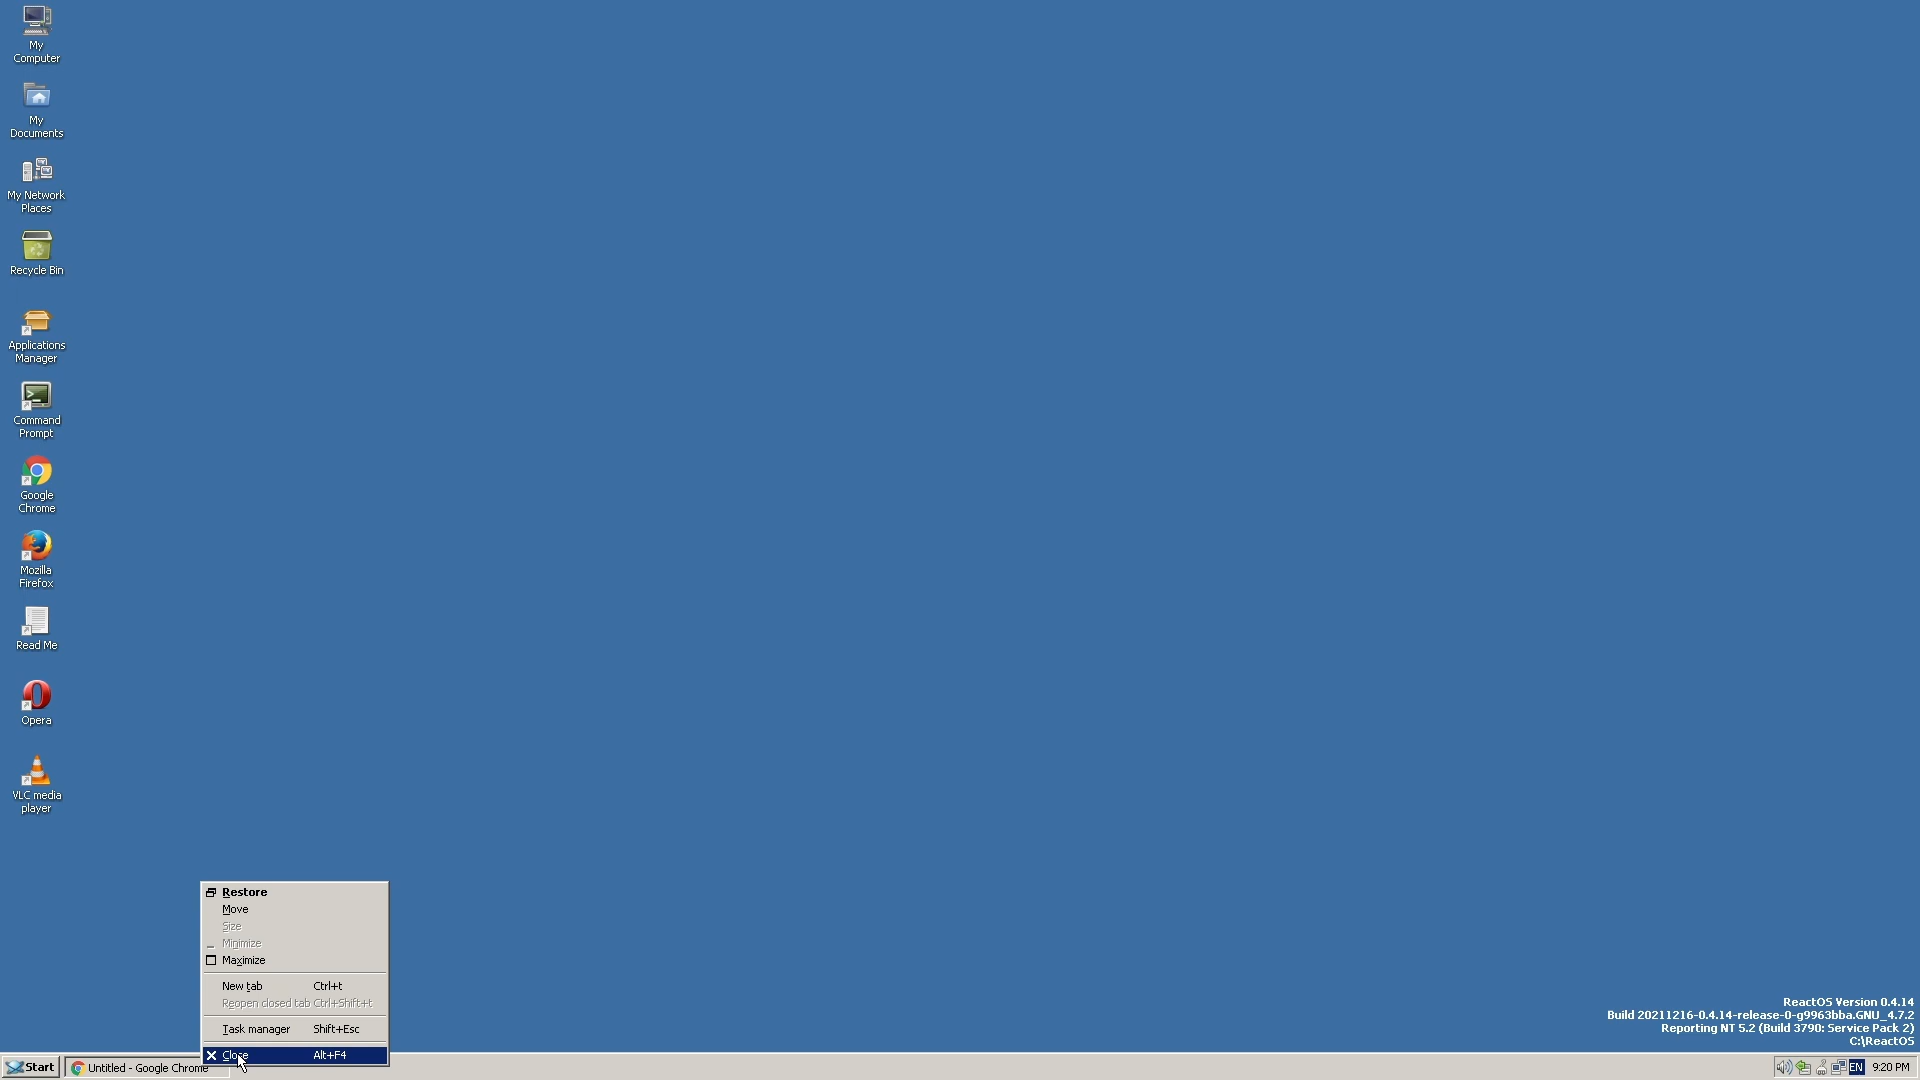 My
Computer
My
Documents
My Network
Places
Recycle Bin
Applications
Manager
Command
Prompt
Google
Chrome
Mozilla
Firefox
Read Me
Opera
VLC media
player
Restore
Move
Size
Minimize
Maximize
New tab Ctrl+t
Reopen closed tab Ctrl+Shift+t
Task manager Shift+Esc
Close Alt+F4
ReactOS Version 0.4.14
Build 20211216-0.4.14-release-0-g9963bba.GNU_4.7.2
Reporting NT 5.2 (Build 3790: Service Pack 2)
C:\ReactOS
Start
Untitled - Google Chrome
EN
9:20 PM